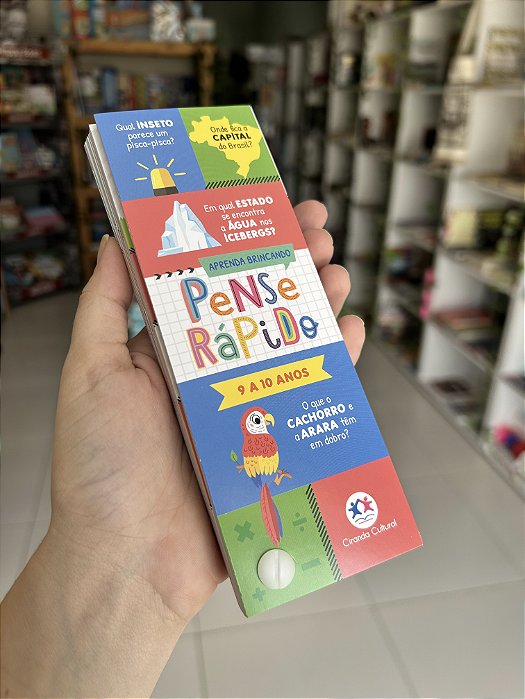 Qual INSETO
parece um
pisca-pisca?
Onde fica a
CAPITAL
do Brasil?
Em qual ESTADO
se encontra
a ÁGUA nos
ICEBERGS?
APRENDA BRINCANDO
PENSE
RÁPIDO
9 A 10 ANOS
O que o
CACHORRO e
a ARARA têm
em dobro?
Ciranda Cultural